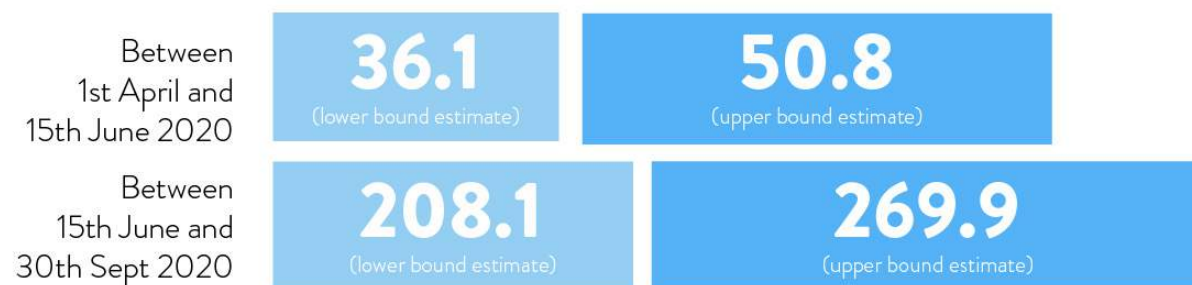 Between
1st April and
15th June 2020
36.1
(lower bound estimate)
50.8
(upper bound estimate)
Between
15th June and
30th Sept 2020
208.1
(lower bound estimate)
269.9
(upper bound estimate)